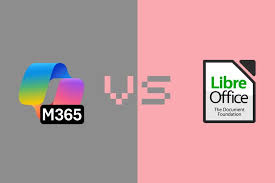 M365
VS
Libre
Office
The Document
Foundation